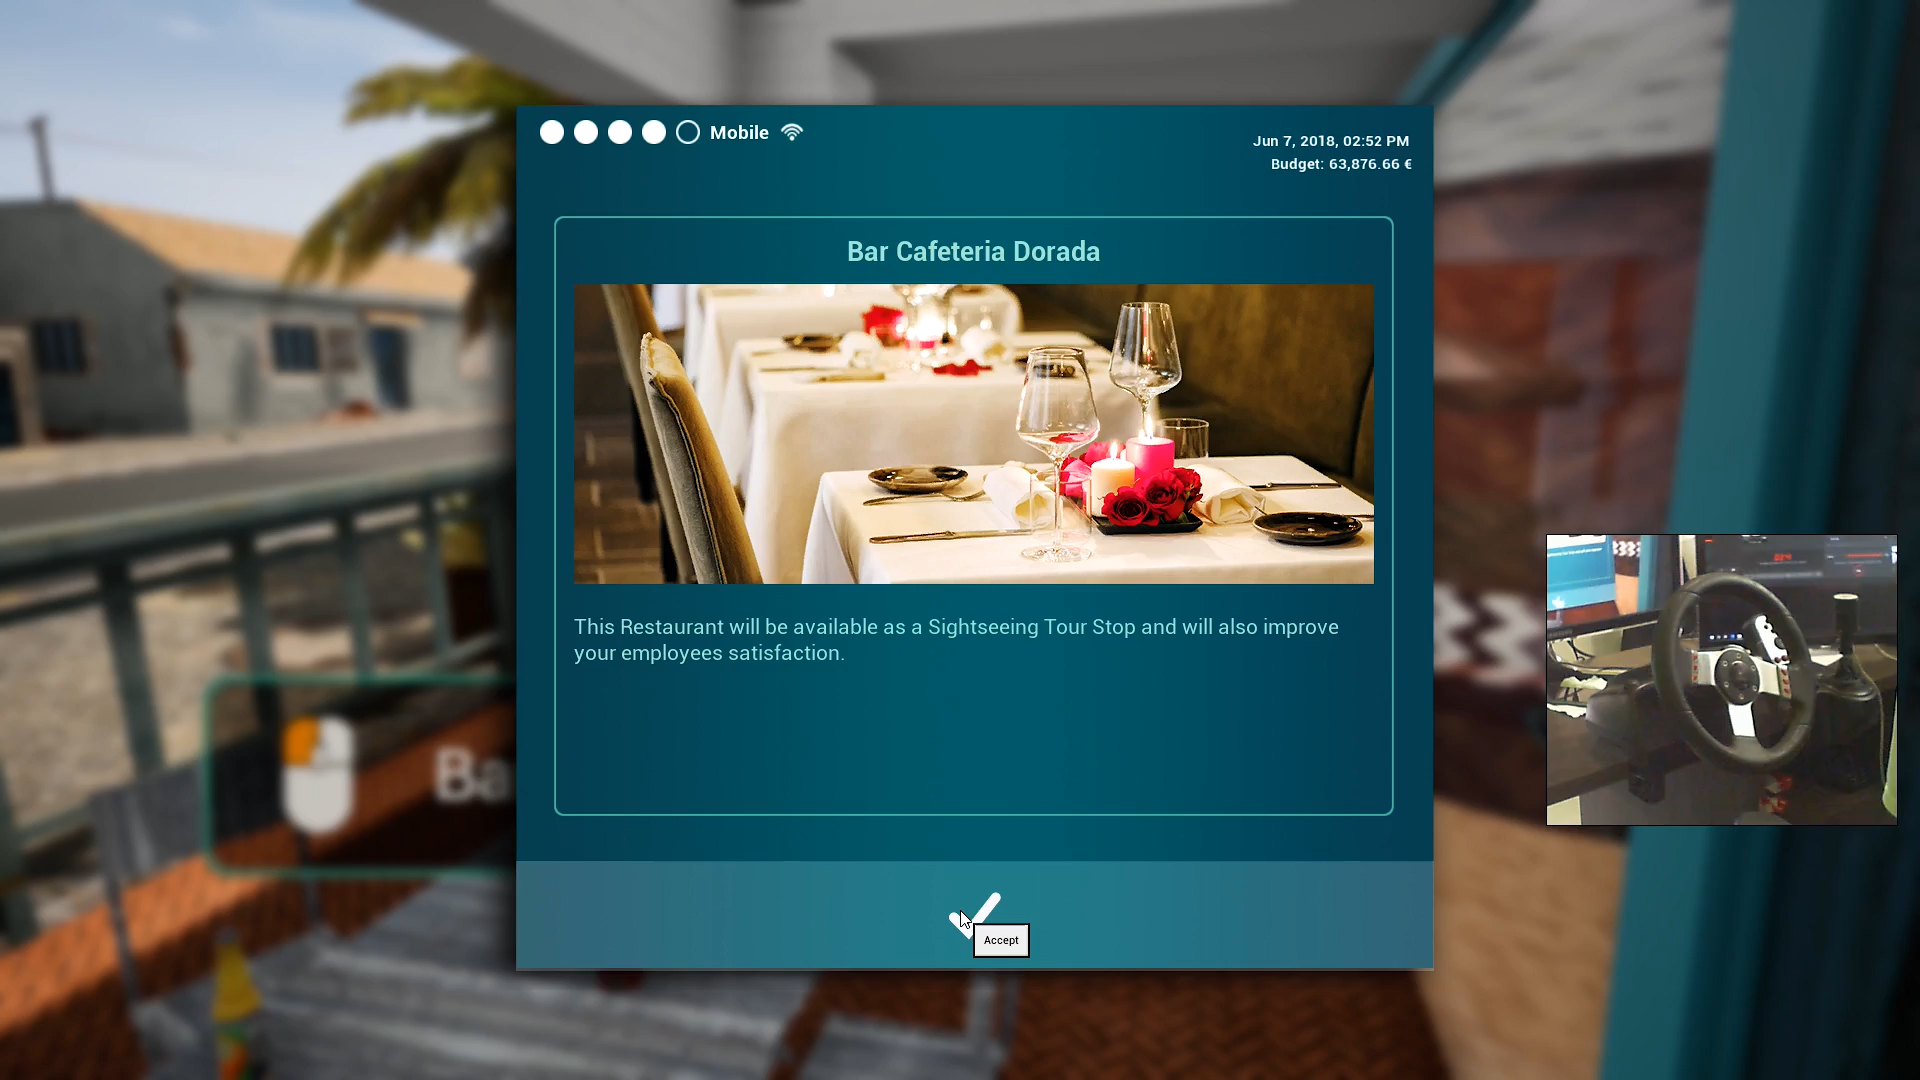 Mobile
Jun 7, 2018, 02:52 PM
Budget: 63,876.66 €
Bar Cafeteria Dorada
This Restaurant will be available as a Sightseeing Tour Stop and will also improve
your employees satisfaction.
Ba
Accept